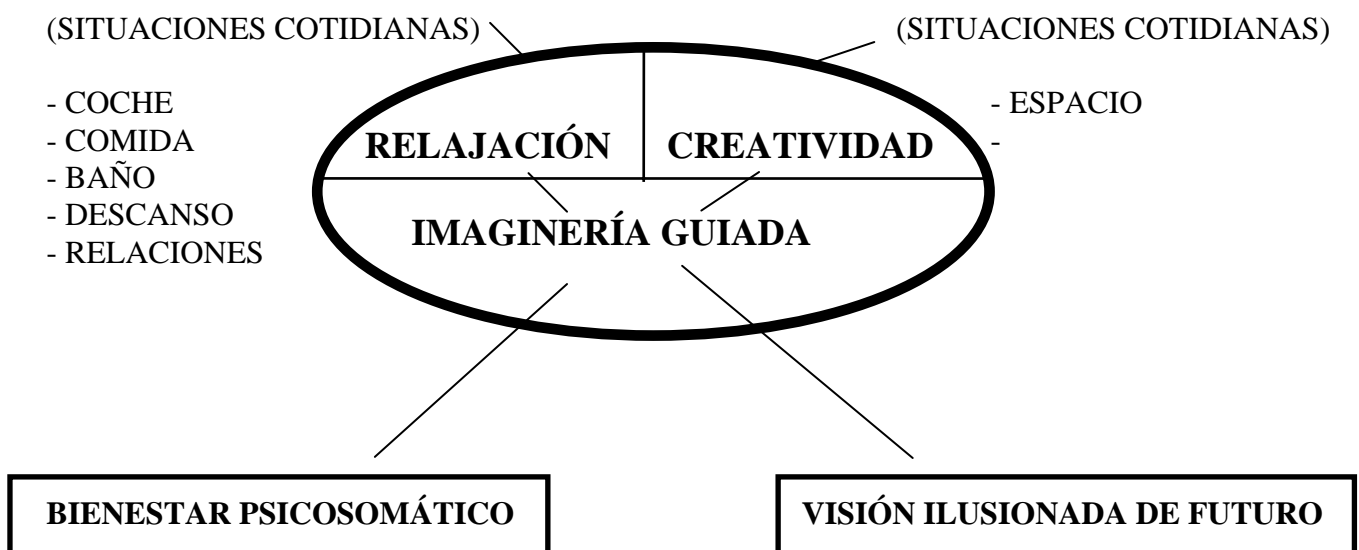 (SITUACIONES COTIDIANAS)
(SITUACIONES COTIDIANAS)
- COCHE
- COMIDA
- BAÑO
- DESCANSO
- RELACIONES
- ESPACIO
-
RELAJACIÓN
CREATIVIDAD
IMAGINERÍA GUIADA
BIENESTAR PSICOSOMÁTICO
VISIÓN ILUSIONADA DE FUTURO